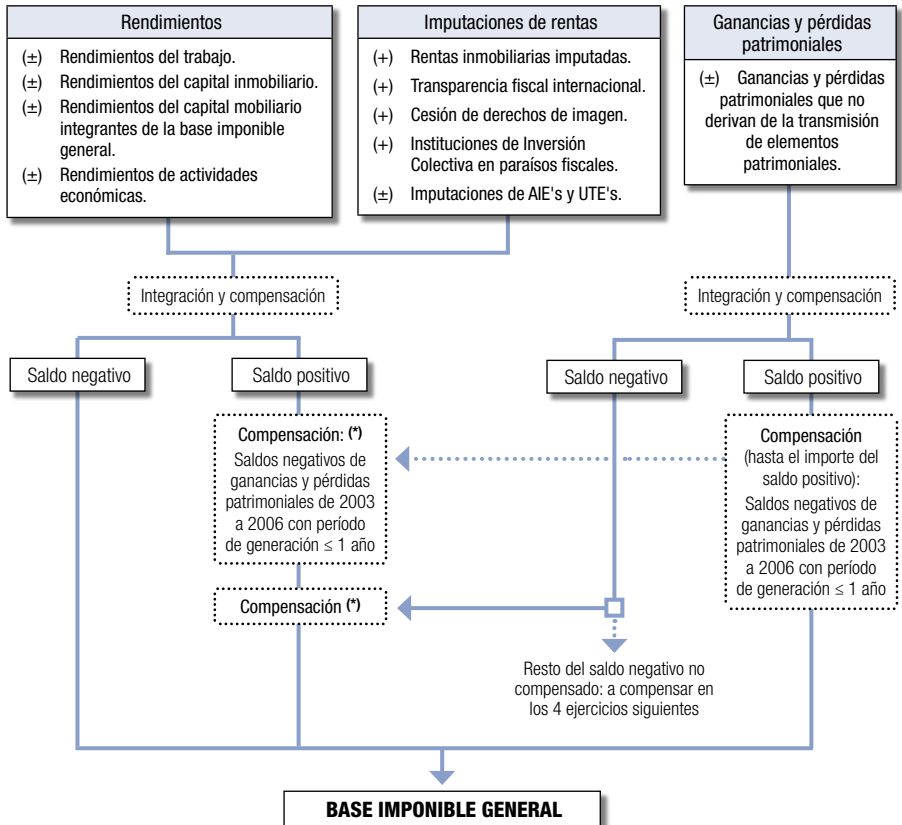 Rendimientos
(±) Rendimientos del trabajo.
(±) Rendimientos del capital inmobiliario.
(±) Rendimientos del capital mobiliario
integrantes de la base imponible
general.
(±) Rendimientos de actividades
económicas.
Imputaciones de rentas
(+) Rentas inmobiliarias imputadas.
(+) Transparencia fiscal internacional.
(+) Cesión de derechos de imagen.
(+) Instituciones de Inversión
Colectiva en paraísos fiscales.
(±) Imputaciones de AIE's y UTE's.
Ganancias y pérdidas
patrimoniales
(±) Ganancias y pérdidas
patrimoniales que no
derivan de la transmisión
de elementos
patrimoniales.
Integración y compensación
Integración y compensación
Saldo negativo
Saldo positivo
Saldo negativo
Saldo positivo
Compensación: (*)
Saldos negativos de
ganancias y pérdidas
patrimoniales de 2003
a 2006 con período
de generación ≤ 1 año
Compensación
(hasta el importe del
saldo positivo):
Saldos negativos de
ganancias y pérdidas
patrimoniales de 2003
a 2006 con período
de generación ≤ 1 año
Compensación (*)
Resto del saldo negativo no
compensado: a compensar en
los 4 ejercicios siguientes
BASE IMPONIBLE GENERAL